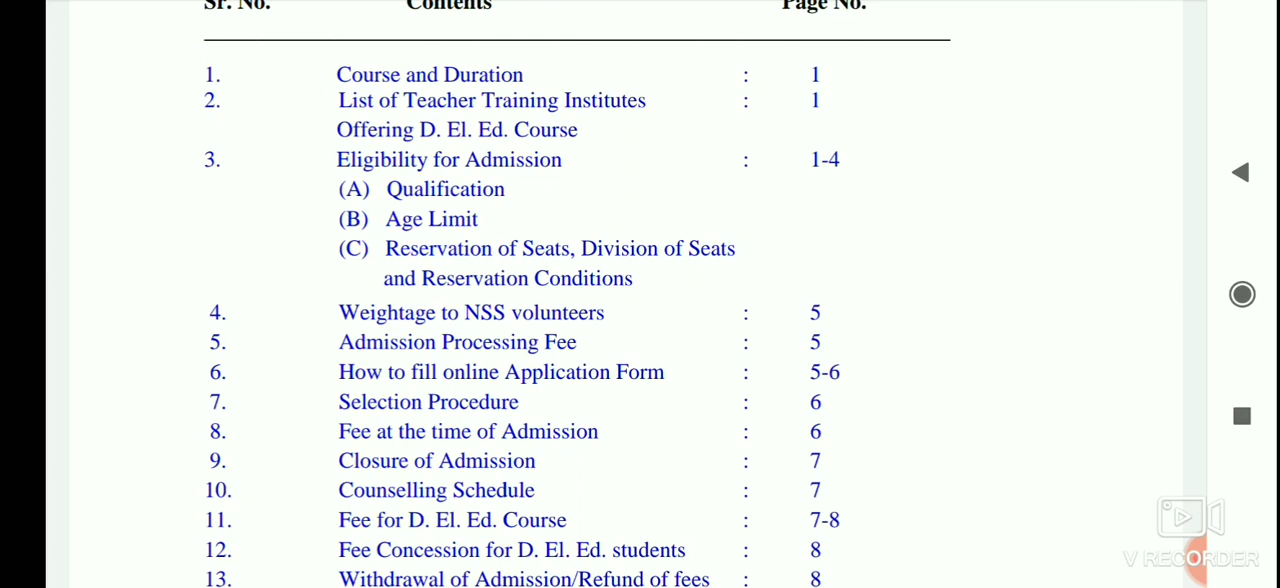 Sr. No. Contents Page No.
1. Course and Duration : 1
2. List of Teacher Training Institutes : 1
Offering D. El. Ed. Course
3. Eligibility for Admission : 1-4
(A) Qualification
(B) Age Limit
(C) Reservation of Seats, Division of Seats
and Reservation Conditions
4. Weightage to NSS volunteers : 5
5. Admission Processing Fee : 5
6. How to fill online Application Form : 5-6
7. Selection Procedure : 6
8. Fee at the time of Admission : 6
9. Closure of Admission : 7
10. Counselling Schedule : 7
11. Fee for D. El. Ed. Course : 7-8
12. Fee Concession for D. El. Ed. students : 8
13. Withdrawal of Admission/Refund of fees : 8
V RECORDER